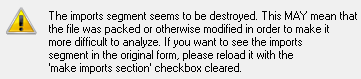 The imports segment seems to be destroyed. This MAY mean that
the file was packed or otherwise modified in order to make it
more difficult to analyze. If you want to see the imports
segment in the original form, please reload it with the
'make imports section' checkbox cleared.